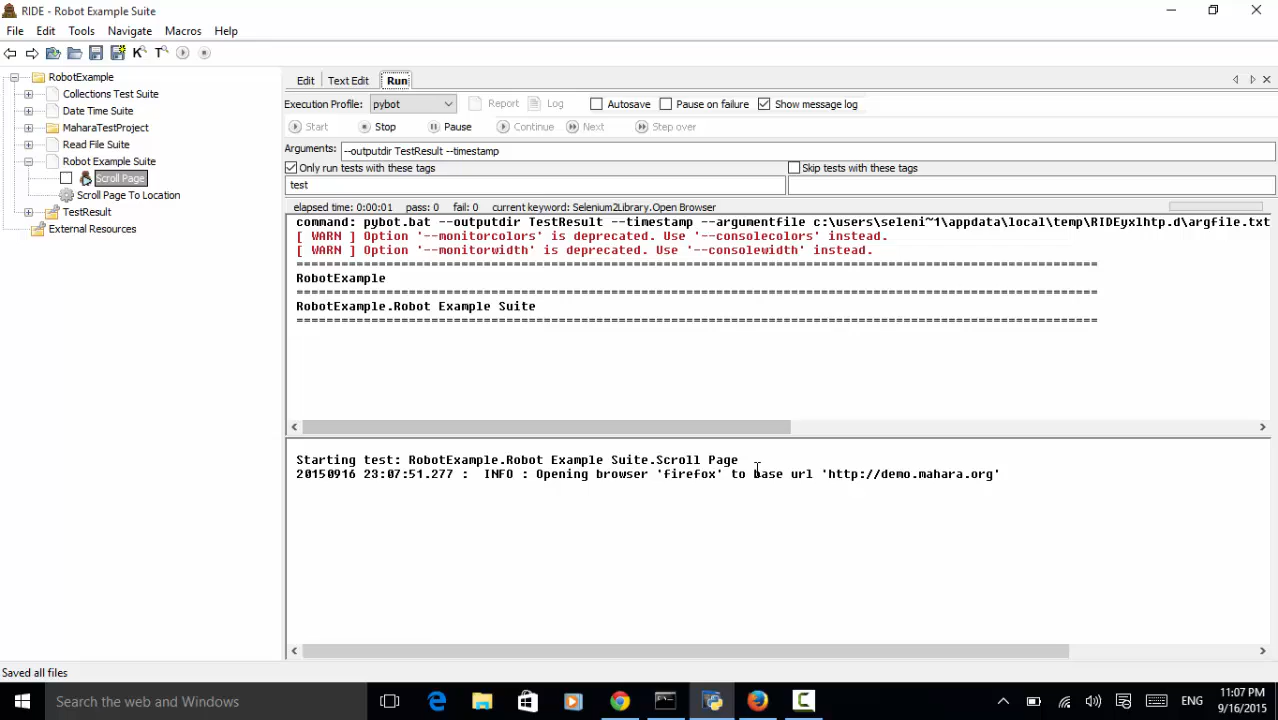 RIDE - Robot Example Suite
File Edit Tools Navigate Macros Help
RobotExample
Collections Test Suite
Date Time Suite
MaharaTestProject
Read File Suite
Robot Example Suite
Scroll Page
Scroll Page To Location
TestResult
External Resources
Edit Text Edit Run
Execution Profile: pybot Report Log Autosave Pause on failure Show message log
Start Stop Pause Continue Next Step over
Arguments: --outputdir TestResult --timestamp
Only run tests with these tags Skip tests with these tags
test
elapsed time: 0:00:01 pass: 0 fail: 0 current keyword: Selenium2Library.Open Browser
command: pybot.bat --outputdir TestResult --timestamp --argumentfile c:\users\seleni~1\appdata\local\temp\RIDEyxlhtp.d\argfile.txt
[ WARN ] Option '--monitorcolors' is deprecated. Use '--consolecolors' instead.
[ WARN ] Option '--monitorwidth' is deprecated. Use '--consolewidth' instead.
==============================================================================
RobotExample
==============================================================================
RobotExample.Robot Example Suite
==============================================================================
Starting test: RobotExample.Robot Example Suite.Scroll Page
20150916 23:07:51.277 : INFO : Opening browser 'firefox' to base url 'http://demo.mahara.org'
Saved all files
Search the web and Windows
ENG
11:07 PM
9/16/2015